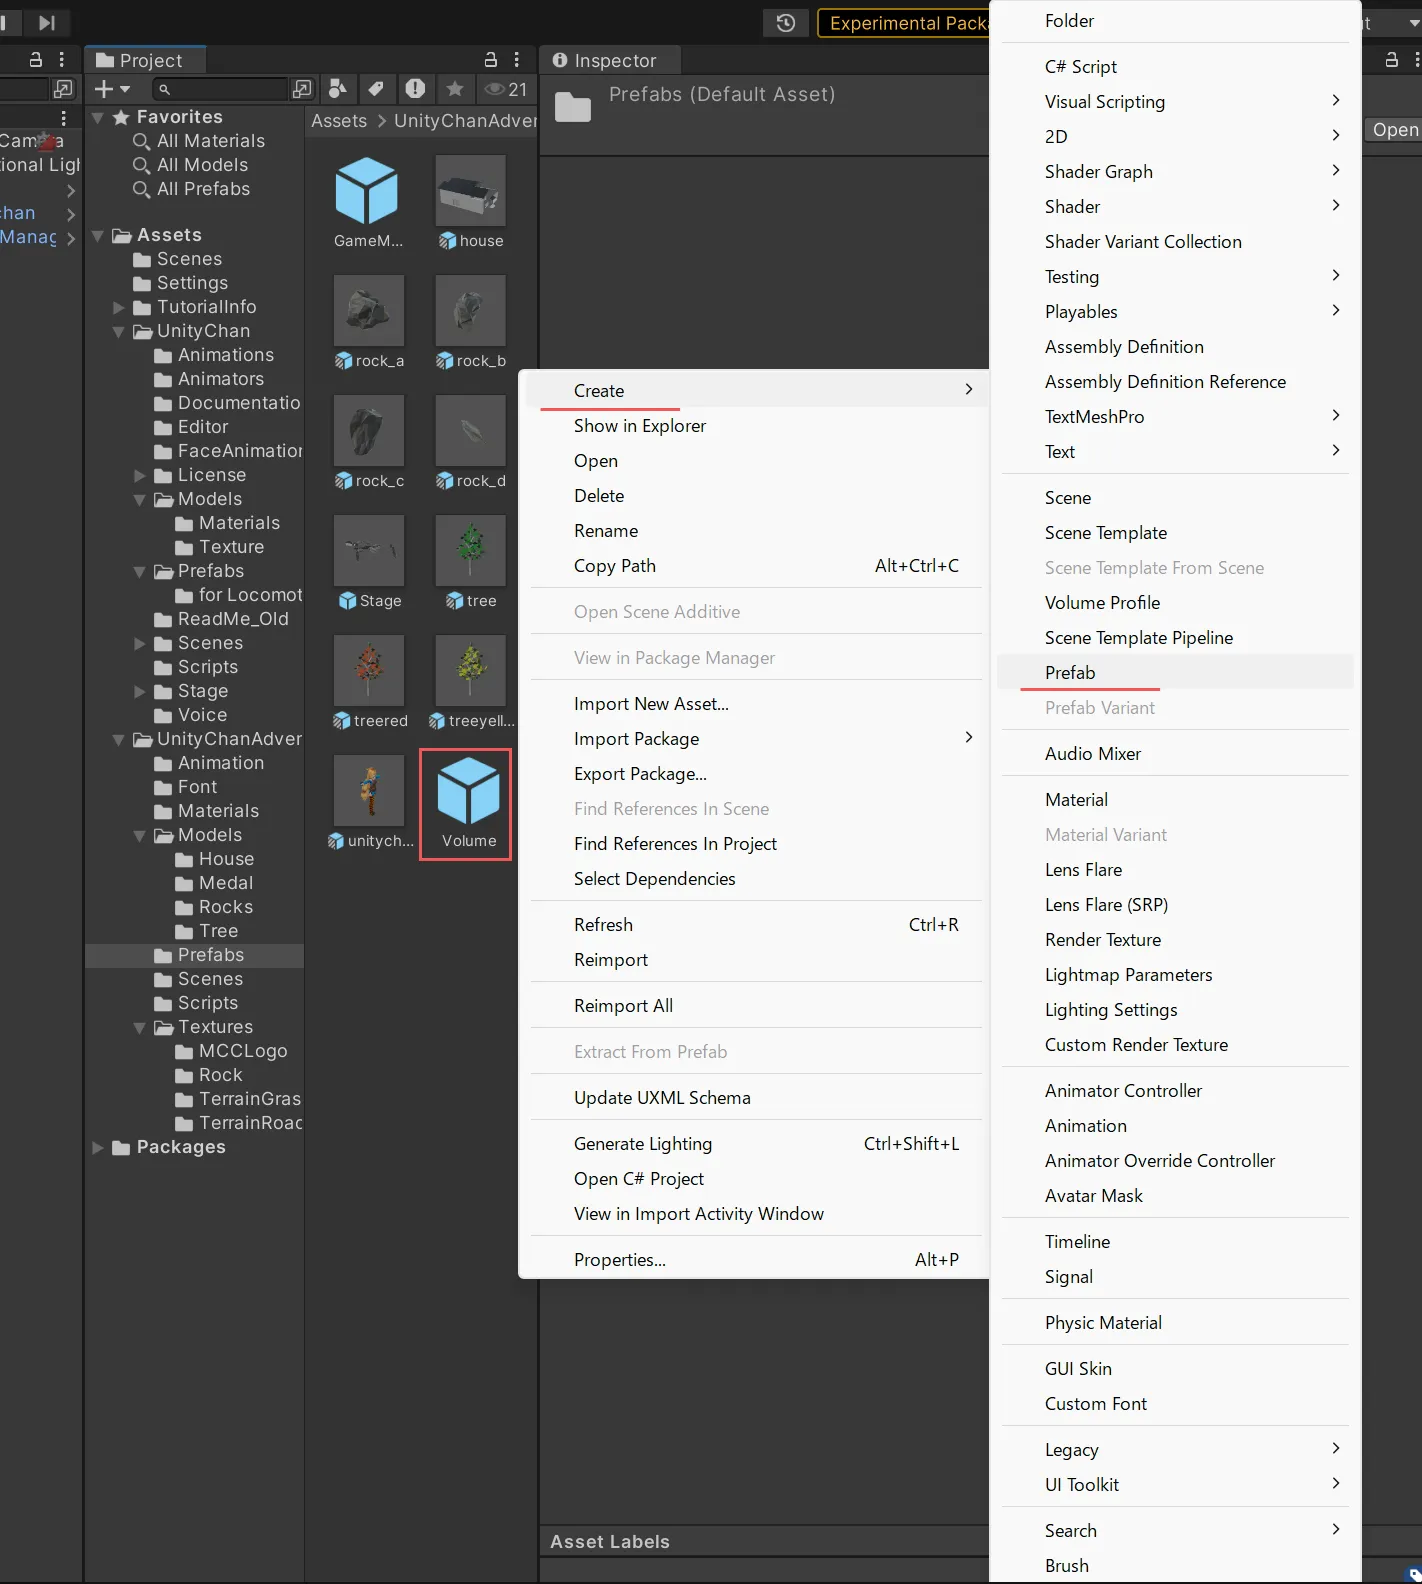 Experimental Packa
Project
Inspector
21
Prefabs (Default Asset)
Open
Assets > UnityChanAdver
Camera
tional Ligh
chan
Manag
Favorites
All Materials
All Models
All Prefabs
Assets
Scenes
Settings
TutorialInfo
UnityChan
Animations
Animators
Documentatio
Editor
FaceAnimation
License
Models
Materials
Texture
Prefabs
for Locomot
ReadMe_Old
Scenes
Scripts
Stage
Voice
UnityChanAdver
Animation
Font
Materials
Models
House
Medal
Rocks
Tree
Prefabs
Scenes
Scripts
Textures
MCCLogo
Rock
TerrainGras
TerrainRoad
Packages
GameM...
house
rock_a
rock_b
rock_c
rock_d
Stage
tree
treered
treeyell...
unitych...
Volume
Create
Show in Explorer
Open
Delete
Rename
Copy Path Alt+Ctrl+C
Open Scene Additive
View in Package Manager
Import New Asset...
Import Package
Export Package...
Find References In Scene
Find References In Project
Select Dependencies
Refresh Ctrl+R
Reimport
Reimport All
Extract From Prefab
Update UXML Schema
Generate Lighting Ctrl+Shift+L
Open C# Project
View in Import Activity Window
Properties... Alt+P
Folder
C# Script
Visual Scripting
2D
Shader Graph
Shader
Shader Variant Collection
Testing
Playables
Assembly Definition
Assembly Definition Reference
TextMeshPro
Text
Scene
Scene Template
Scene Template From Scene
Volume Profile
Scene Template Pipeline
Prefab
Prefab Variant
Audio Mixer
Material
Material Variant
Lens Flare
Lens Flare (SRP)
Render Texture
Lightmap Parameters
Lighting Settings
Custom Render Texture
Animator Controller
Animation
Animator Override Controller
Avatar Mask
Timeline
Signal
Physic Material
GUI Skin
Custom Font
Legacy
UI Toolkit
Search
Brush
Asset Labels